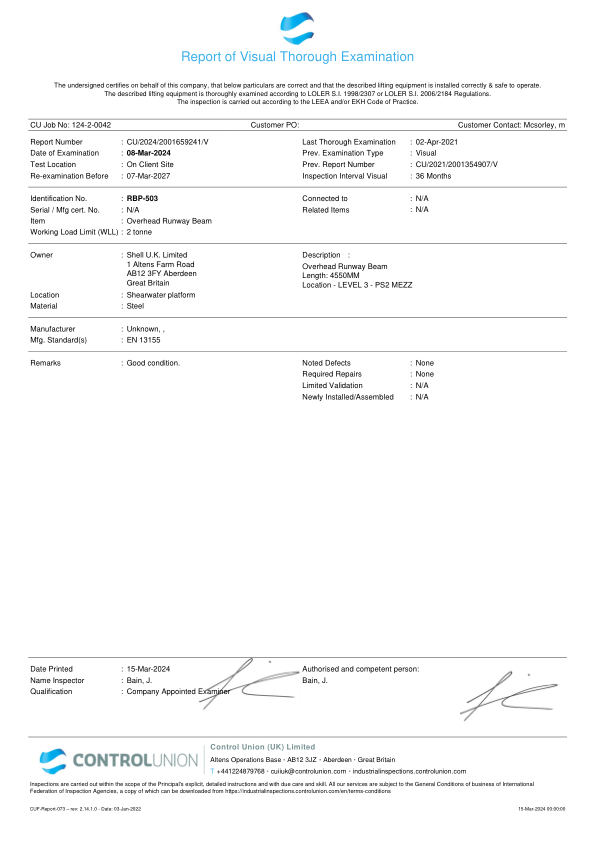 Report of Visual Thorough Examination
The undersigned certifies on behalf of this company, that below particulars are correct and that the described lifting equipment is installed correctly & safe to operate.
The described lifting equipment is thoroughly examined according to LOLER S.I. 1998/2307 or LOLER S.I. 2006/2184 Regulations.
The inspection is carried out according to the LEEA and/or EKH Code of Practice.
CU Job No: 124-2-0042 Customer PO: Customer Contact: Mcsorley, m
Report Number : CU/2024/2001659241/V Last Thorough Examination : 02-Apr-2021
Date of Examination : 08-Mar-2024 Prev. Examination Type : Visual
Test Location : On Client Site Prev. Report Number : CU/2021/2001354907/V
Re-examination Before : 07-Mar-2027 Inspection Interval Visual : 36 Months
Identification No. : RBP-503 Connected to : N/A
Serial / Mfg cert. No. : N/A Related Items : N/A
Item : Overhead Runway Beam
Working Load Limit (WLL) : 2 tonne
Owner : Shell U.K. Limited Description :
1 Altens Farm Road Overhead Runway Beam
AB12 3FY Aberdeen Length: 4550MM
Great Britain Location - LEVEL 3 - PS2 MEZZ
Location : Shearwater platform
Material : Steel
Manufacturer : Unknown, ,
Mfg. Standard(s) : EN 13155
Remarks : Good condition. Noted Defects : None
Required Repairs : None
Limited Validation : N/A
Newly Installed/Assembled : N/A
Date Printed : 15-Mar-2024 Authorised and competent person:
Name Inspector : Bain, J. Bain, J.
Qualification : Company Appointed Examiner
CONTROLUNION
Control Union (UK) Limited
Altens Operations Base · AB12 3JZ · Aberdeen · Great Britain
T +441224879768 · cuiiuk@controlunion.com · industrialinspections.controlunion.com
Inspections are carried out within the scope of the Principal's explicit, detailed instructions and with due care and skill. All our services are subject to the General Conditions of business of International
Federation of Inspection Agencies, a copy of which can be downloaded from https://industrialinspections.controlunion.com/en/terms-conditions
CUF-Report-073 – rev: 2.14.1.0 - Date: 03-Jun-2022 15-Mar-2024 00:00:00